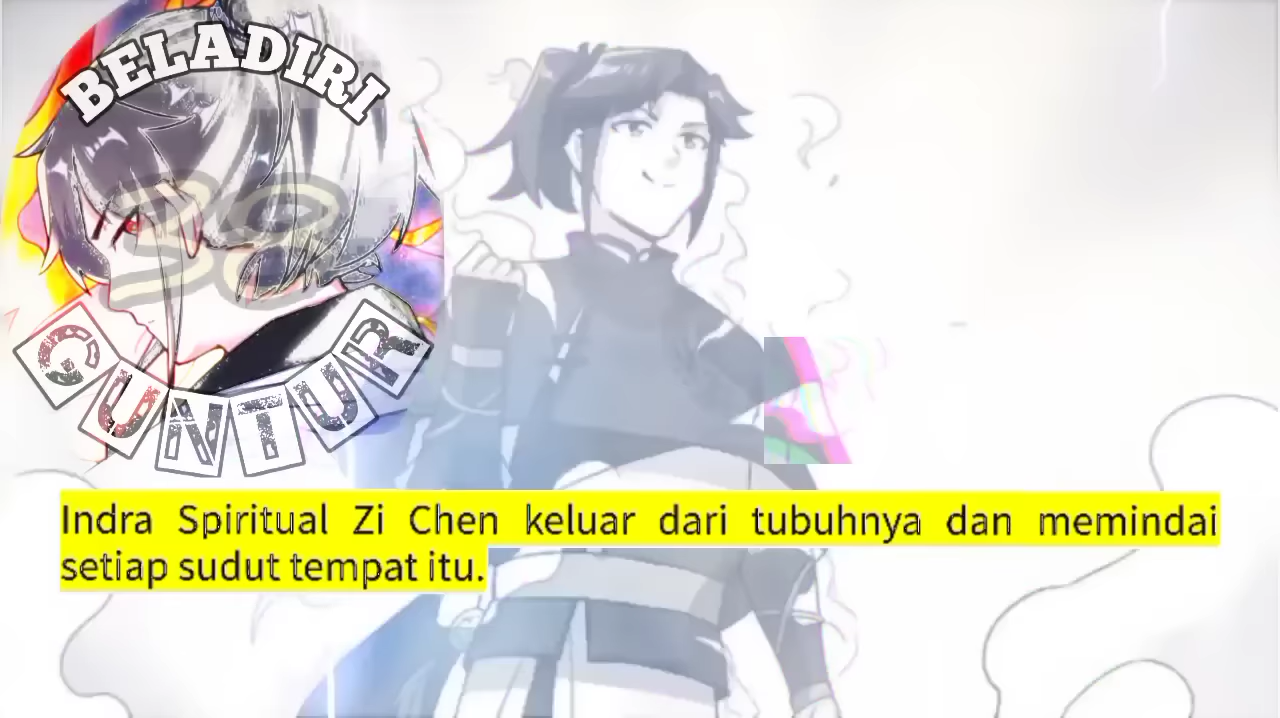 BELADIRI
GUNTUR
Indra Spiritual Zi Chen keluar dari tubuhnya dan memindai
setiap sudut tempat itu.